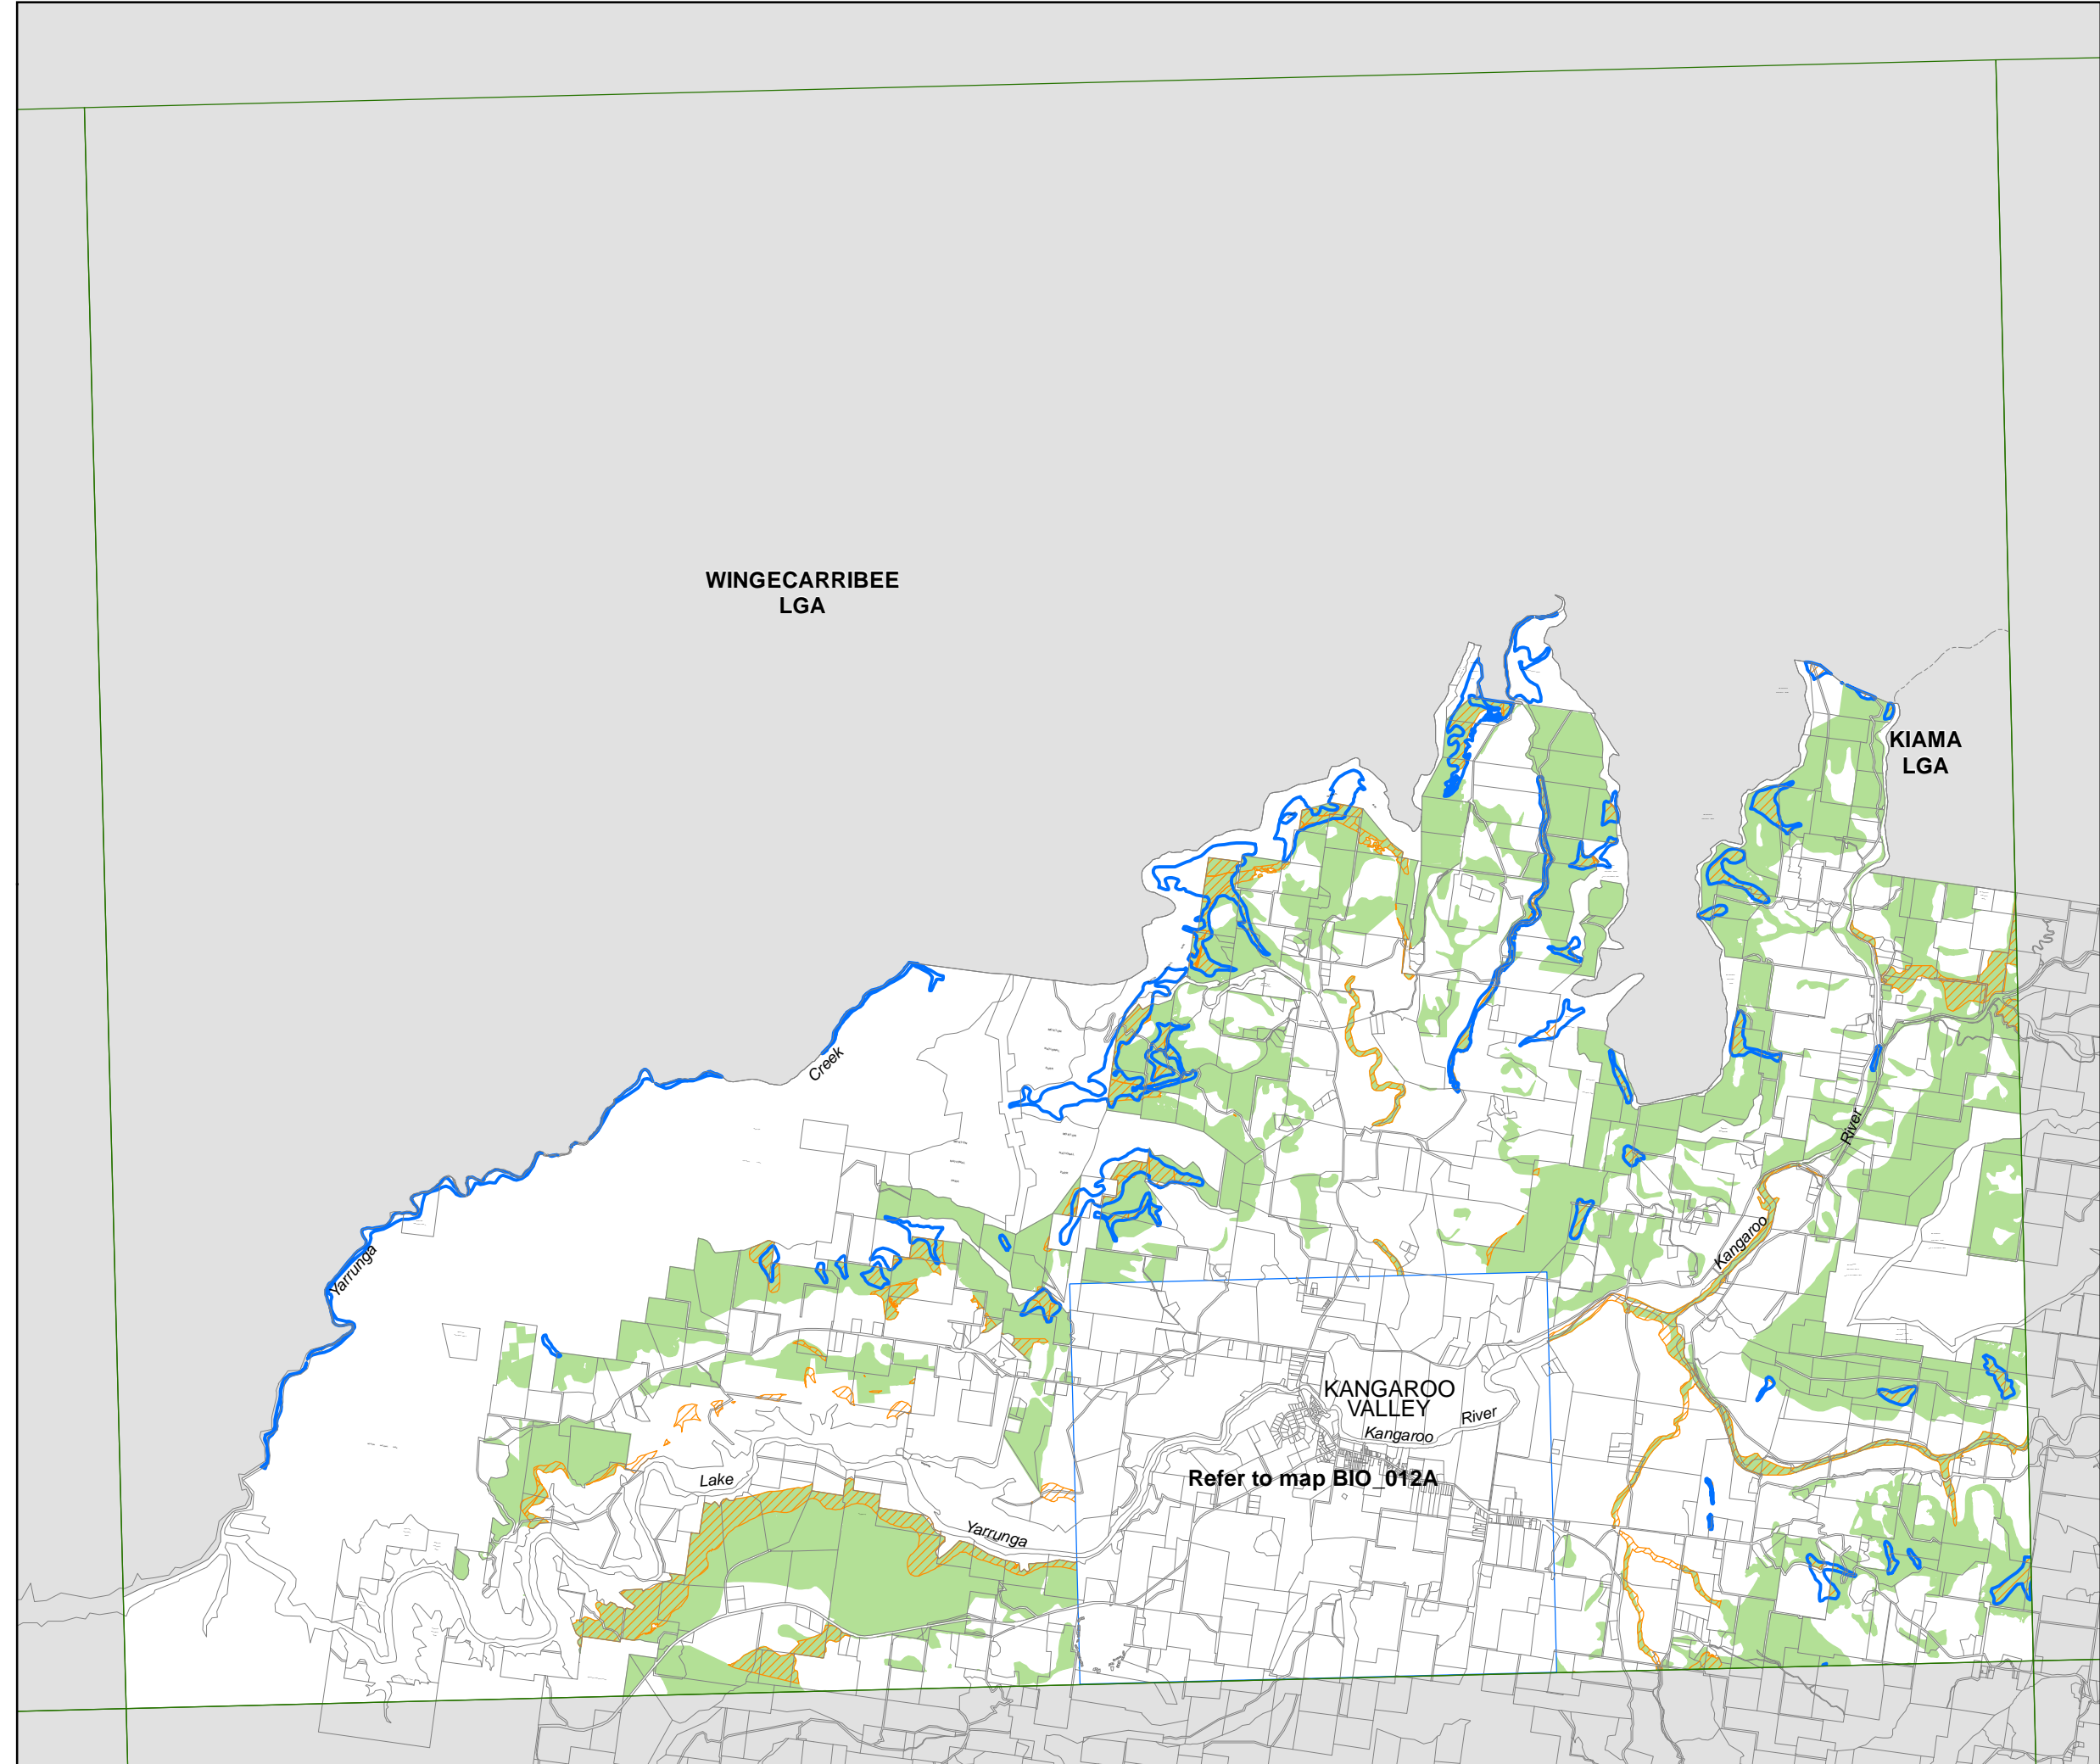 WINGECARRIBEE
LGA
KIAMA
LGA
Creek
River
Yarrunga
Kangaroo
KANGAROO
VALLEY
River
Kangaroo
Refer to map BIO_012A
Lake
Yarrunga